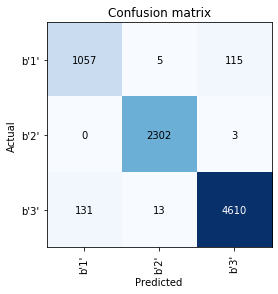 Confusion matrix
b'1' 1057 5 115
b'2' 0 2302 3
b'3' 131 13 4610
Actual
b'1' b'2' b'3'
Predicted